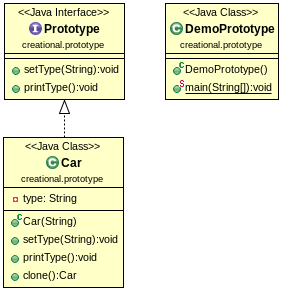 <<Java Interface>>
Prototype
creational.prototype
setType(String):void
printType():void
<<Java Class>>
DemoPrototype
creational.prototype
DemoPrototype()
main(String[]):void
<<Java Class>>
Car
creational.prototype
type: String
Car(String)
setType(String):void
printType():void
clone():Car